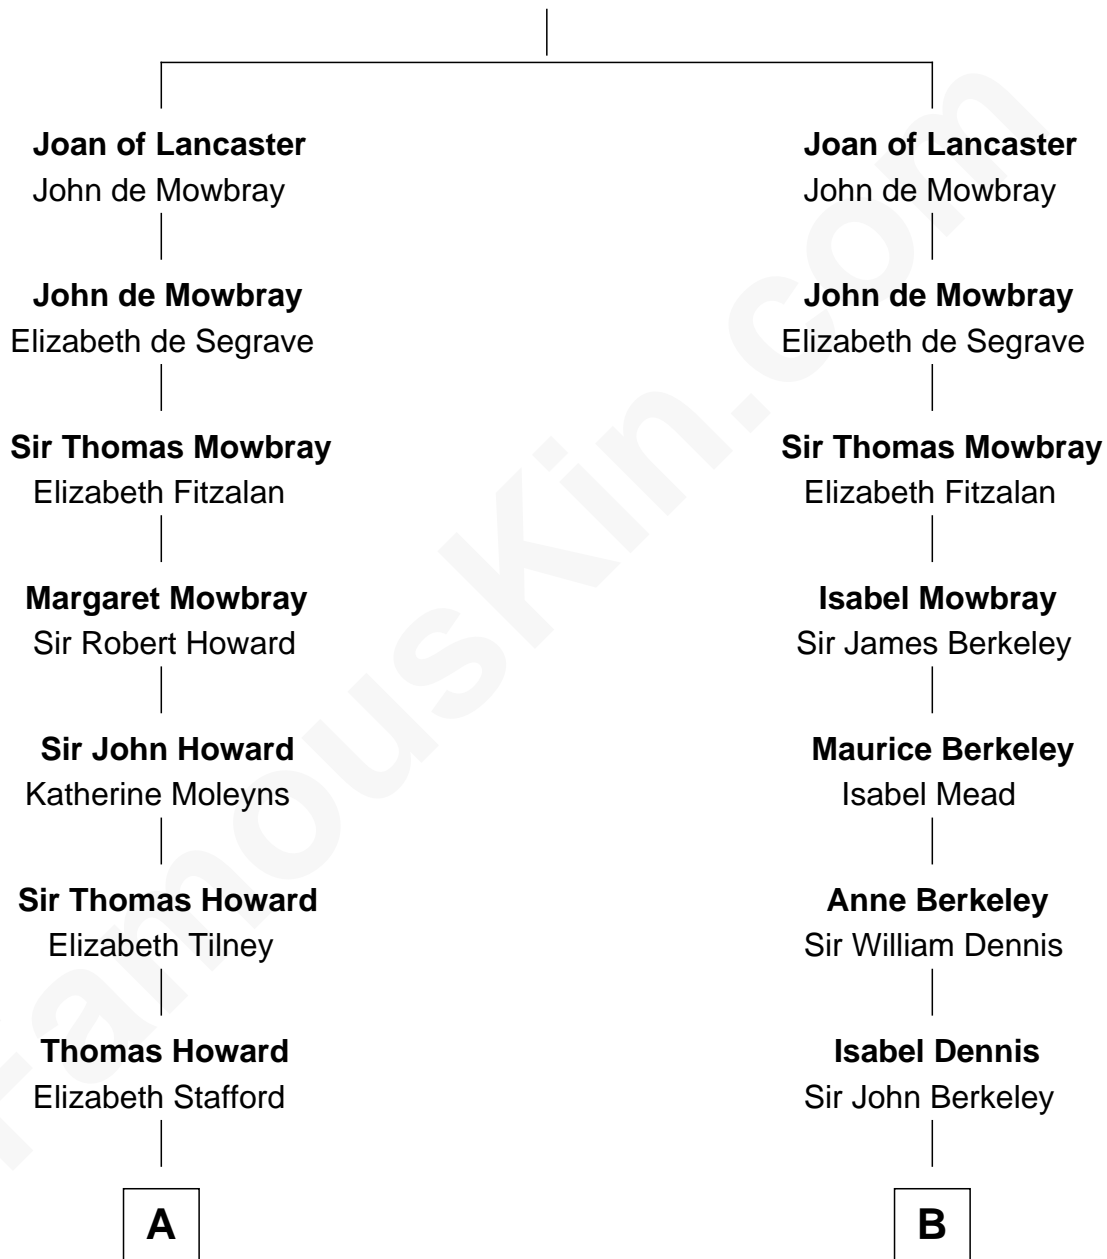 Joan of Lancaster
John de Mowbray
John de Mowbray
Elizabeth de Segrave
Sir Thomas Mowbray
Elizabeth Fitzalan
Margaret Mowbray
Sir Robert Howard
Sir John Howard
Katherine Moleyns
Sir Thomas Howard
Elizabeth Tilney
Thomas Howard
Elizabeth Stafford
A
Joan of Lancaster
John de Mowbray
John de Mowbray
Elizabeth de Segrave
Sir Thomas Mowbray
Elizabeth Fitzalan
Isabel Mowbray
Sir James Berkeley
Maurice Berkeley
Isabel Mead
Anne Berkeley
Sir William Dennis
Isabel Dennis
Sir John Berkeley
B
FamousKin.com